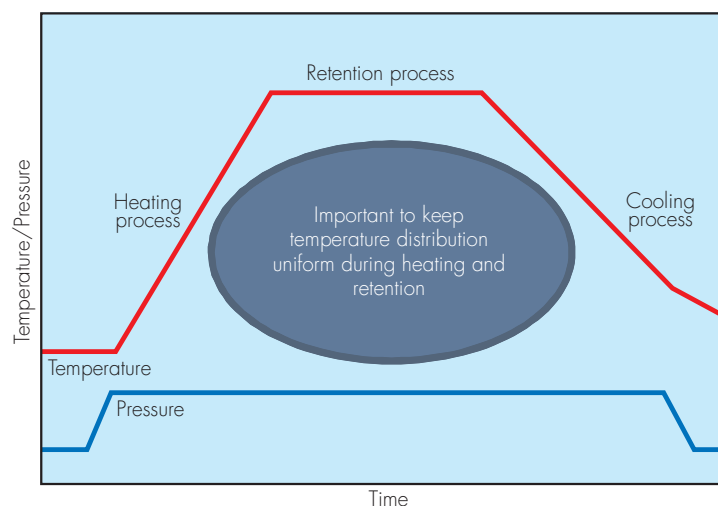 Retention process
Heating
process
Important to keep
temperature distribution
uniform during heating and
retention
Cooling
process
Temperature/Pressure
Temperature
Pressure
Time